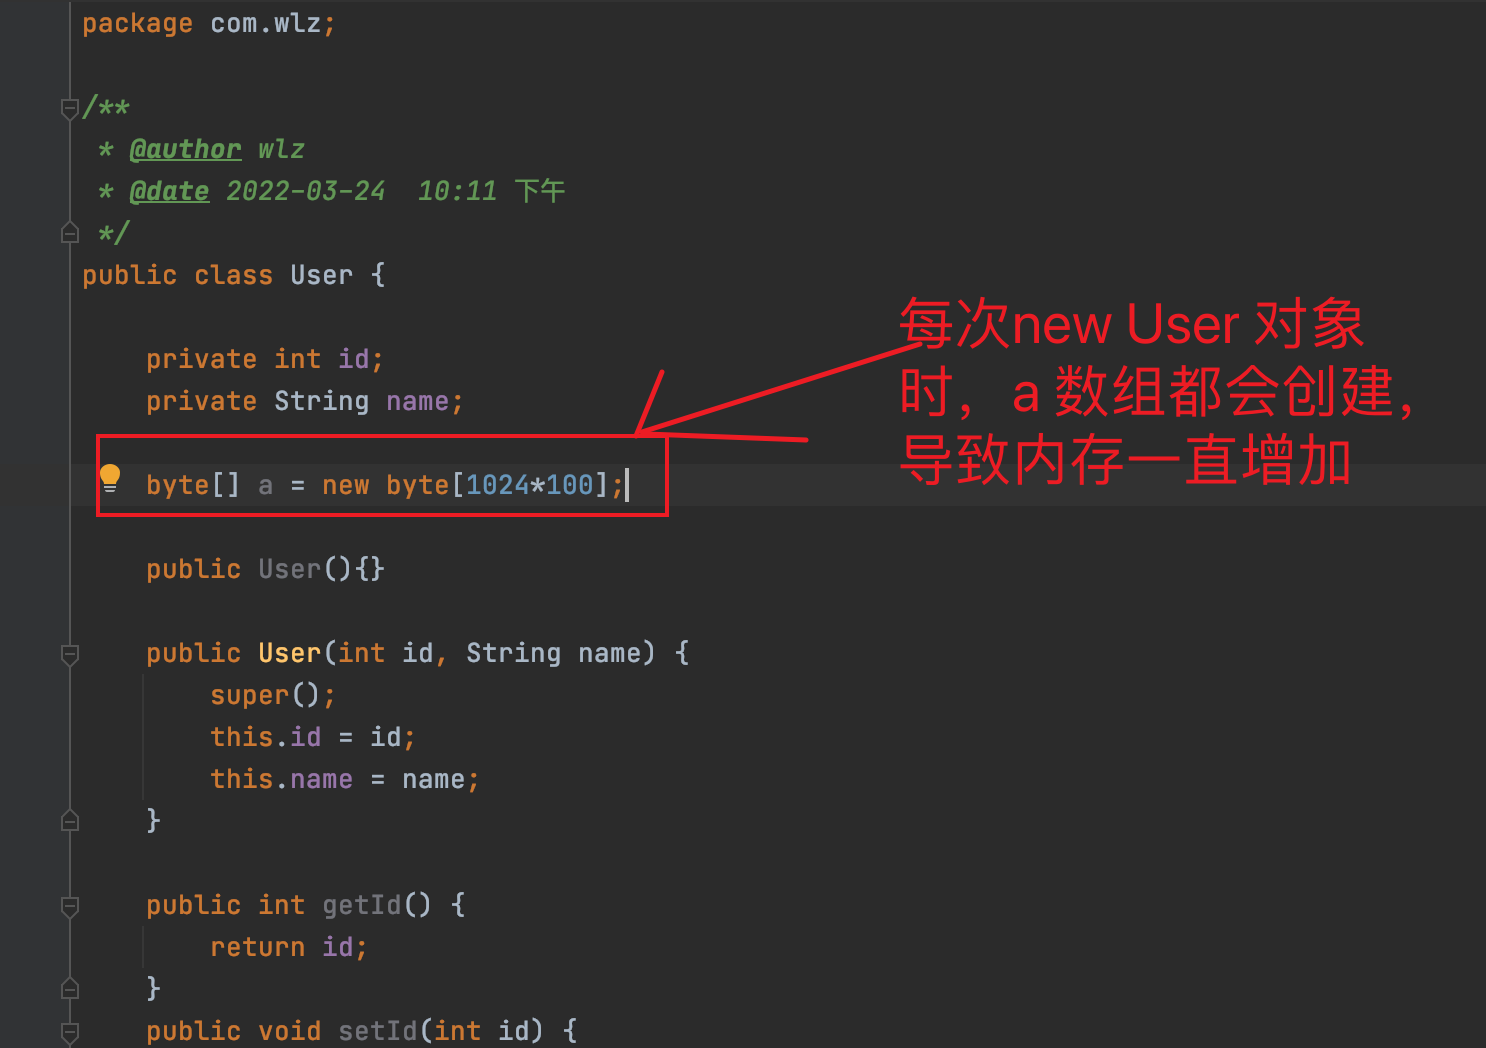 package com.wlz;
/**
 * @author wlz
 * @date 2022-03-24  10:11 下午
 */
public class User {
每次new User 对象
时，a 数组都会创建，
导致内存一直增加
    private int id;
    private String name;
    byte[] a = new byte[1024*100];
    public User(){}
    public User(int id, String name) {
        super();
        this.id = id;
        this.name = name;
    }
    public int getId() {
        return id;
    }
    public void setId(int id) {